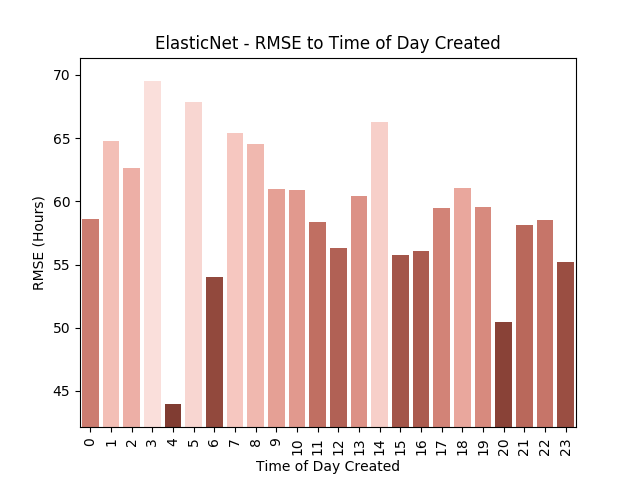 ElasticNet - RMSE to Time of Day Created
70
65
60
55
50
45
RMSE (Hours)
0 1 2 3 4 5 6 7 8 9 10 11 12 13 14 15 16 17 18 19 20 21 22 23
Time of Day Created